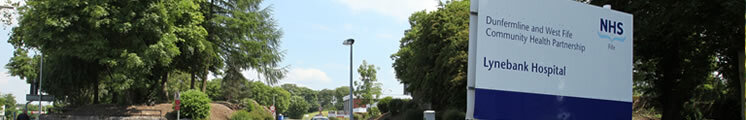 Dunfermline and West Fife
Community Health Partnership
NHS
Fife
Lynebank Hospital